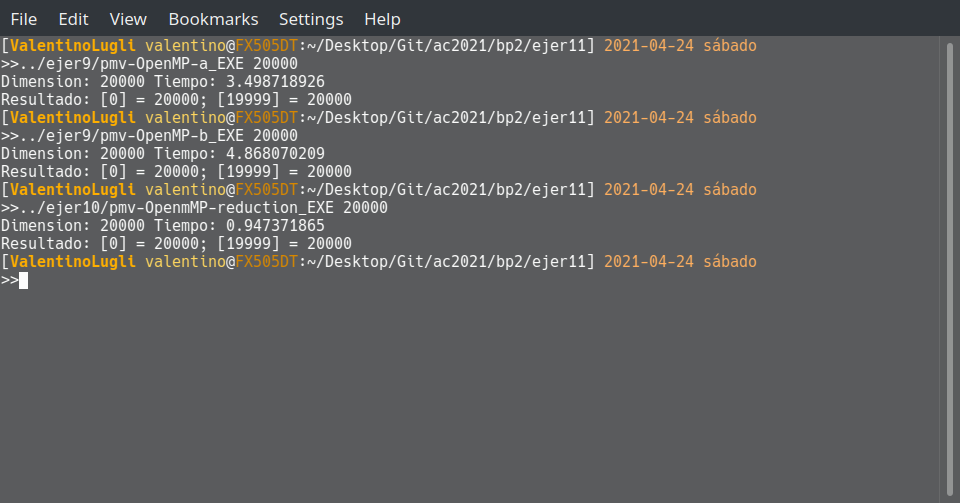 File Edit View Bookmarks Settings Help
[ValentinoLugli valentino@FX505DT:~/Desktop/Git/ac2021/bp2/ejer11] 2021-04-24 sábado
>>../ejer9/pmv-OpenMP-a_EXE 20000
Dimension: 20000 Tiempo: 3.498718926
Resultado: [0] = 20000; [19999] = 20000
[ValentinoLugli valentino@FX505DT:~/Desktop/Git/ac2021/bp2/ejer11] 2021-04-24 sábado
>>../ejer9/pmv-OpenMP-b_EXE 20000
Dimension: 20000 Tiempo: 4.868070209
Resultado: [0] = 20000; [19999] = 20000
[ValentinoLugli valentino@FX505DT:~/Desktop/Git/ac2021/bp2/ejer11] 2021-04-24 sábado
>>../ejer10/pmv-OpenmMP-reduction_EXE 20000
Dimension: 20000 Tiempo: 0.947371865
Resultado: [0] = 20000; [19999] = 20000
[ValentinoLugli valentino@FX505DT:~/Desktop/Git/ac2021/bp2/ejer11] 2021-04-24 sábado
>>